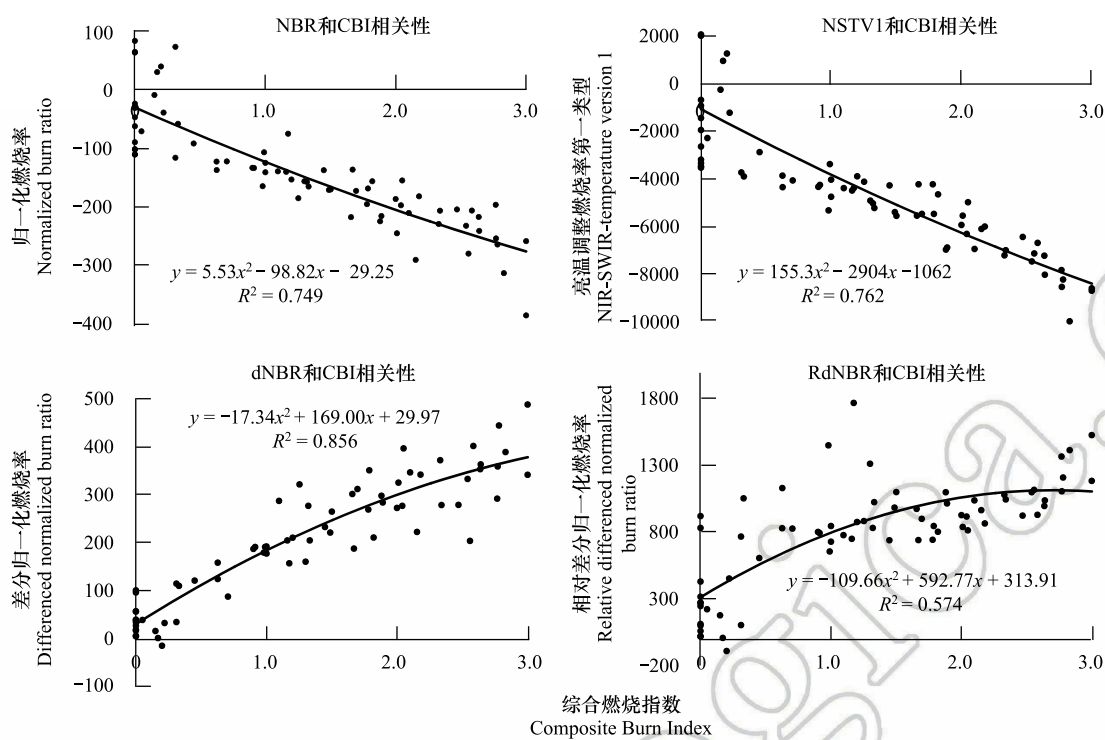 NBR和CBI相关性
100
0
−100
−200
−300
−400
0
1.0
2.0
3.0
归一化燃烧率
Normalized burn ratio
y = 5.53x² − 98.82x − 29.25
R² = 0.749
NSTV1和CBI相关性
2000
0
−2000
−4000
−6000
−8000
−10000
0
1.0
2.0
3.0
亮温调整燃烧率第一类型
NIR-SWIR-temperature version 1
y = 155.3x² − 2904x −1062
R² = 0.762
dNBR和CBI相关性
500
400
300
200
100
0
−100
0
1.0
2.0
3.0
差分归一化燃烧率
Differenced normalized burn ratio
y = −17.34x² + 169.00x + 29.97
R² = 0.856
RdNBR和CBI相关性
1800
1300
800
300
−200
0
1.0
2.0
3.0
相对差分归一化燃烧率
Relative differenced normalized
burn ratio
y = −109.66x² + 592.77x + 313.91
R² = 0.574
综合燃烧指数
Composite Burn Index